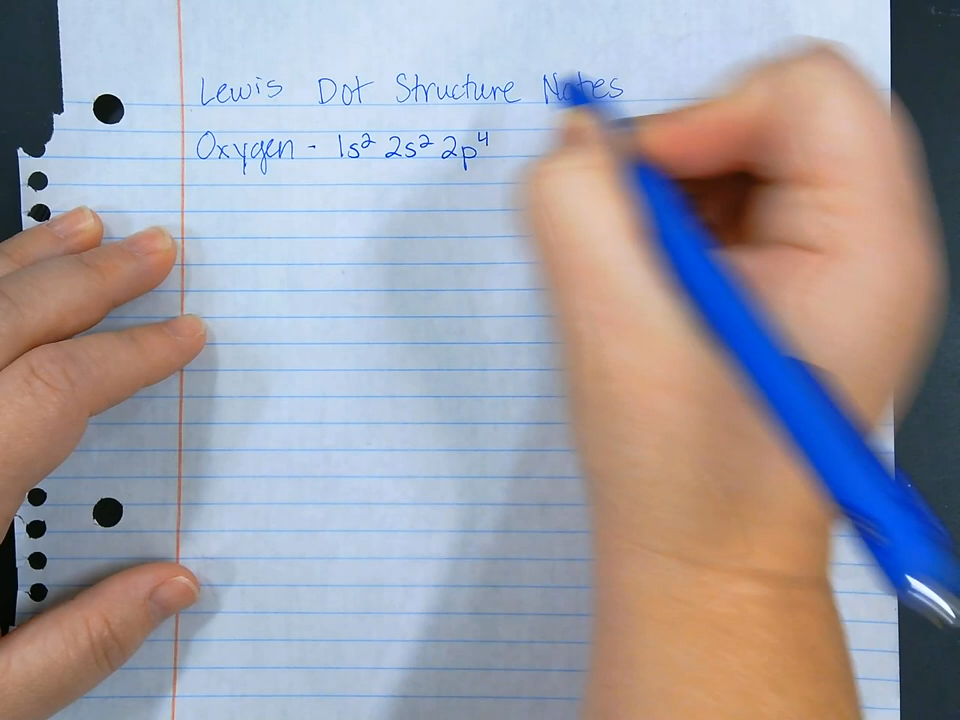 Lewis Dot Structure Notes
Oxygen - 1s² 2s² 2p⁴